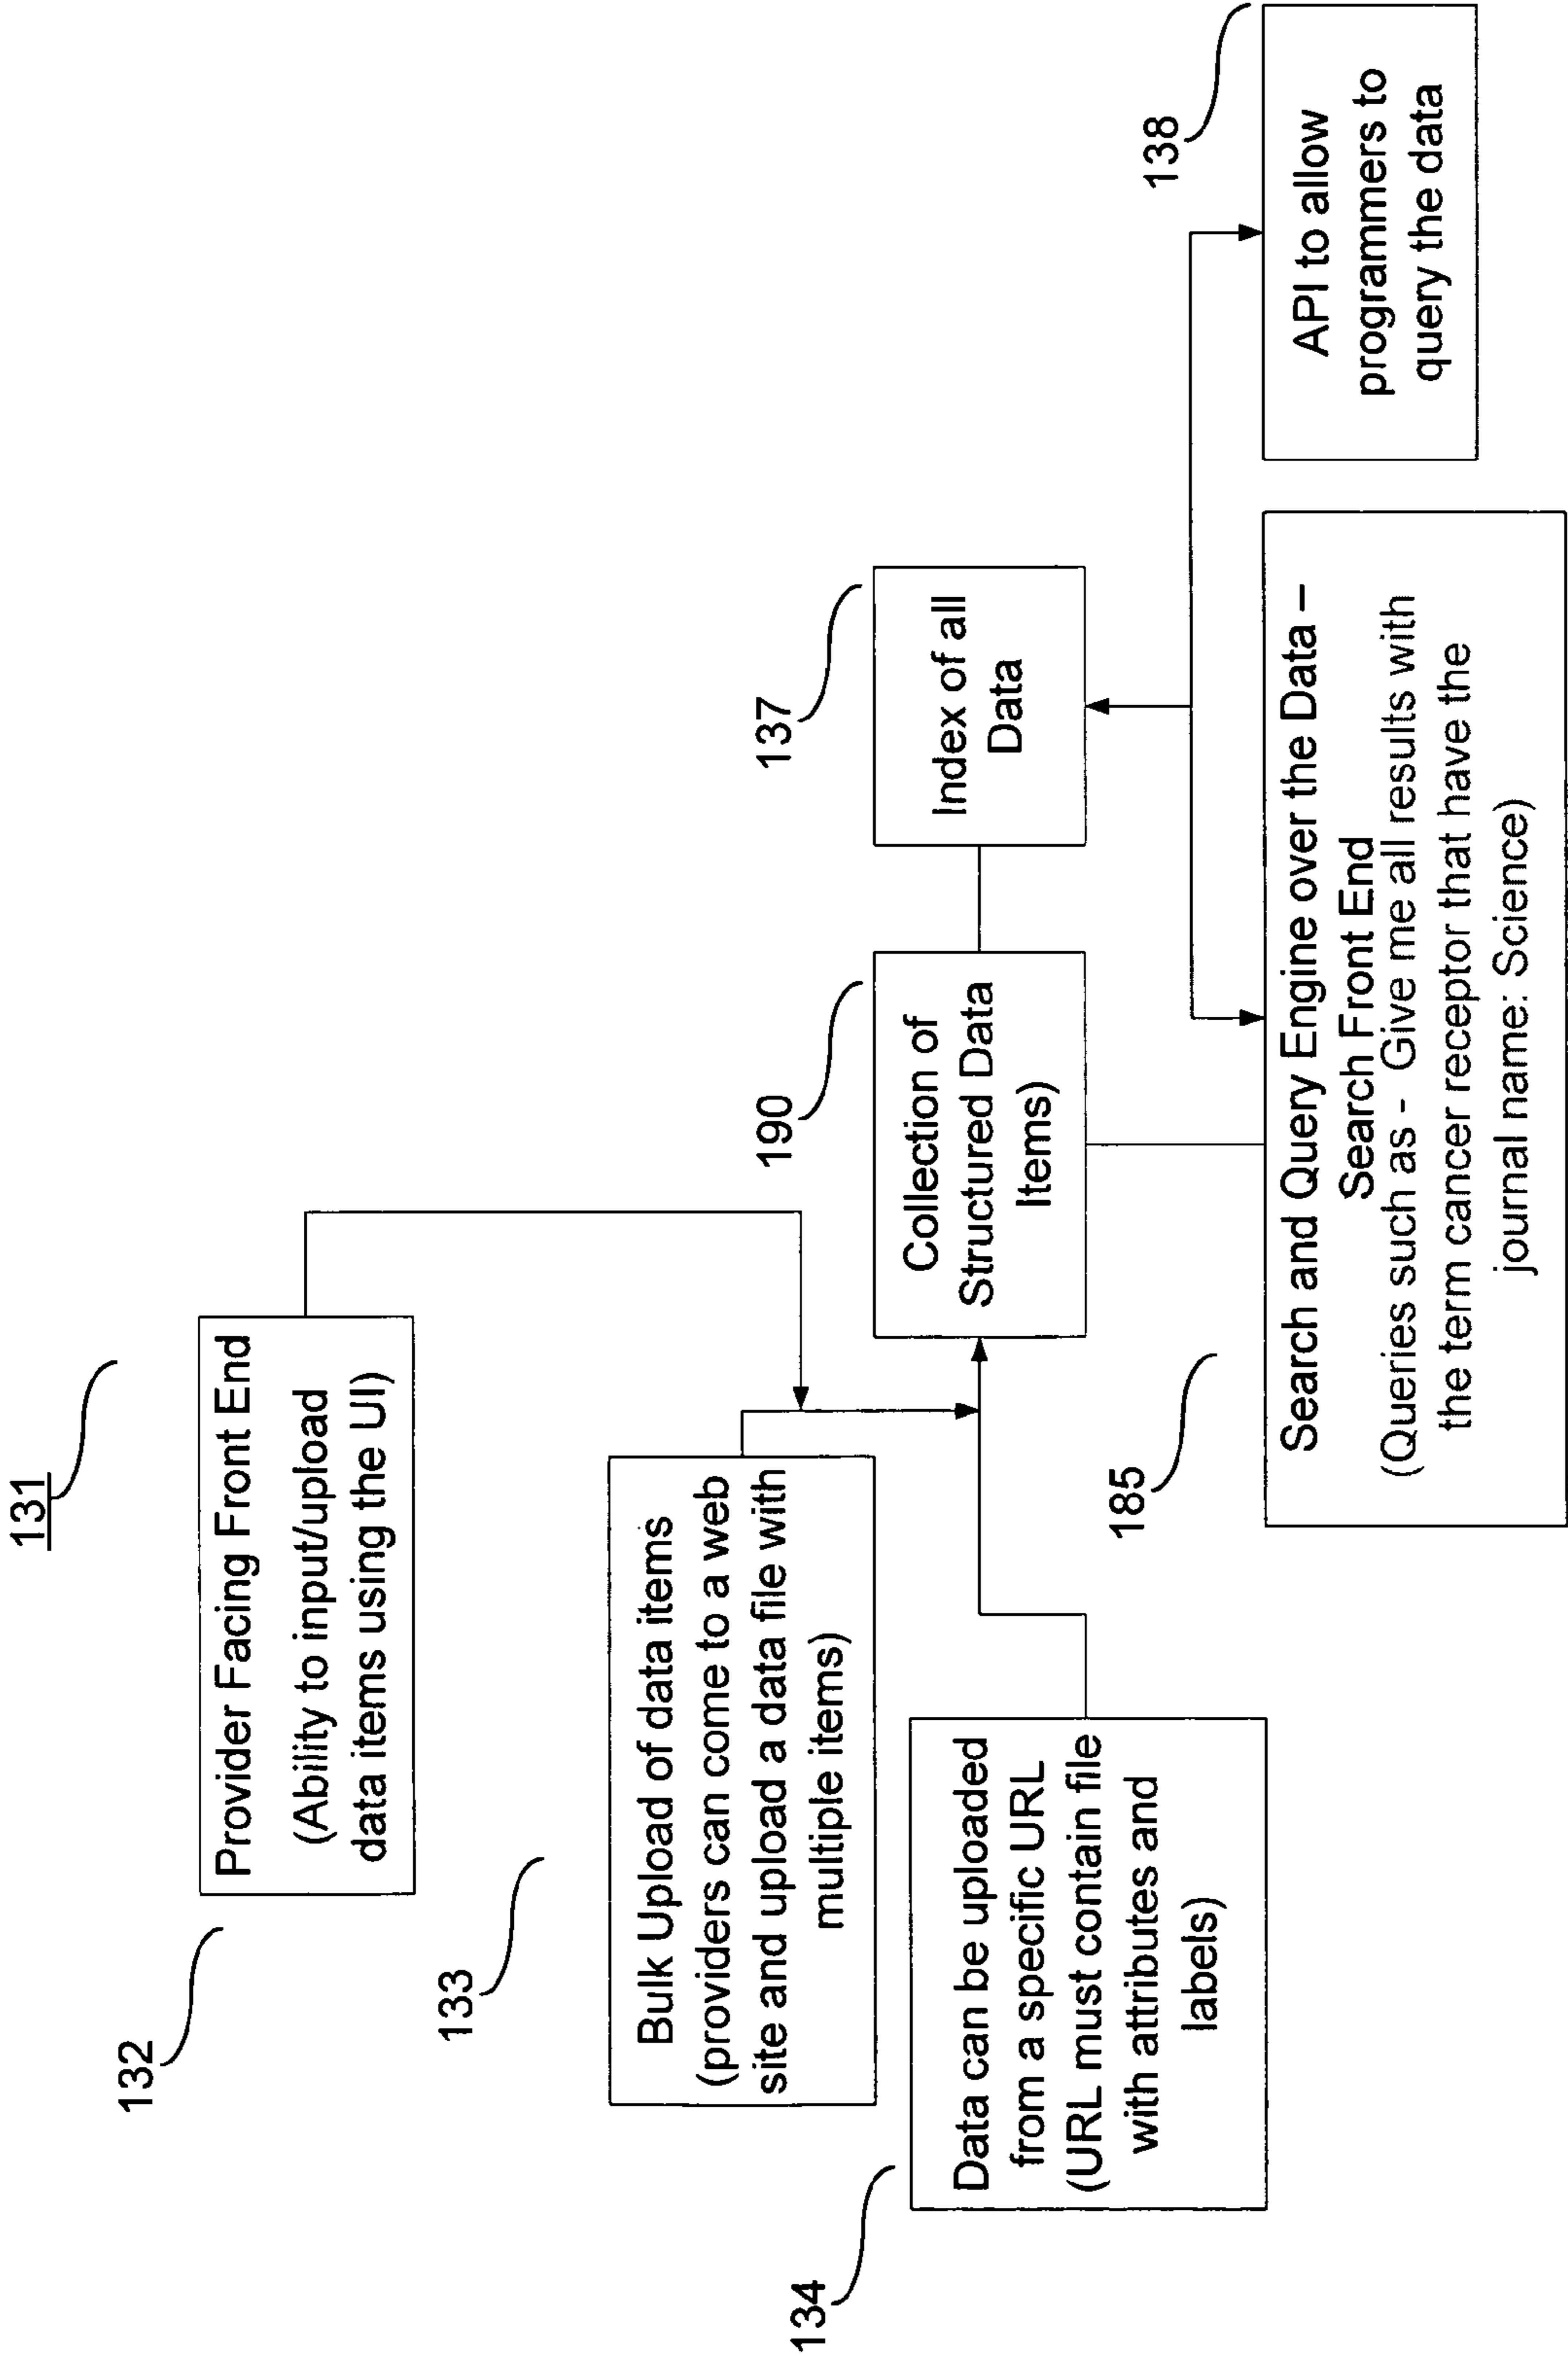 131
132
Provider Facing Front End
(Ability to input/upload
data items using the UI)
133
Bulk Upload of data items
(providers can come to a web
site and upload a data file with
multiple items)
134
Data can be uploaded
from a specific URL
(URL must contain file
with attributes and
labels)
190
Collection of
Structured Data
Items)
137
Index of all
Data
185
Search and Query Engine over the Data –
Search Front End
(Queries such as - Give me all results with
the term cancer receptor that have the
journal name: Science)
138
API to allow
programmers to
query the data